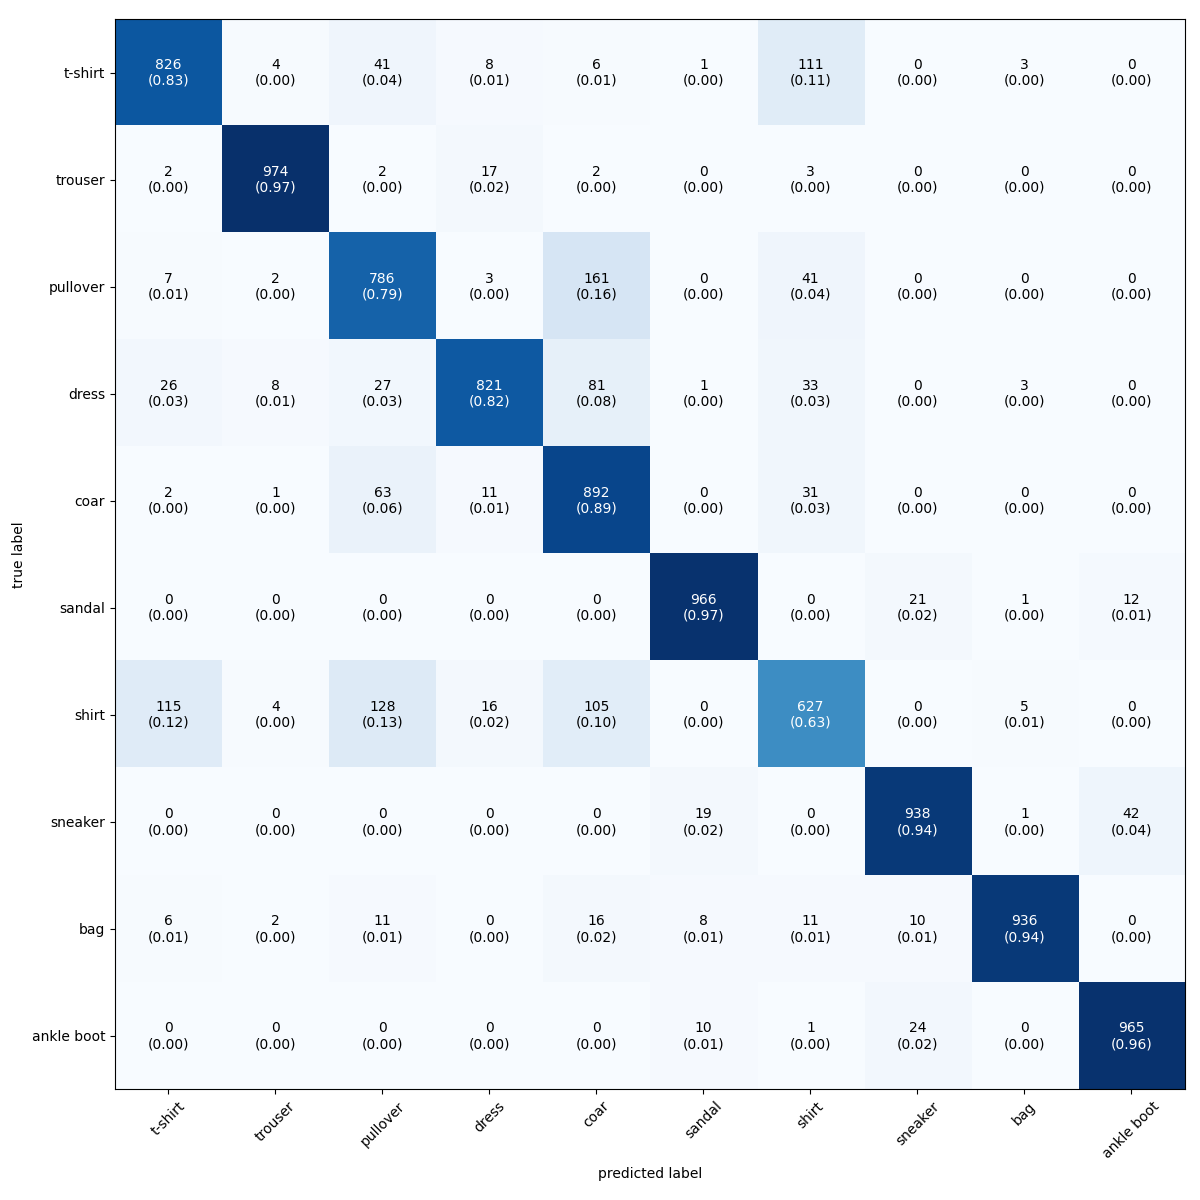 t-shirt 826 4 41 8 6 1 111 0 3 0
(0.83) (0.00) (0.04) (0.01) (0.01) (0.00) (0.11) (0.00) (0.00) (0.00)
trouser 2 974 2 17 2 0 3 0 0 0
(0.00) (0.97) (0.00) (0.02) (0.00) (0.00) (0.00) (0.00) (0.00) (0.00)
pullover 7 2 786 3 161 0 41 0 0 0
(0.01) (0.00) (0.79) (0.00) (0.16) (0.00) (0.04) (0.00) (0.00) (0.00)
dress 26 8 27 821 81 1 33 0 3 0
(0.03) (0.01) (0.03) (0.82) (0.08) (0.00) (0.03) (0.00) (0.00) (0.00)
coar 2 1 63 11 892 0 31 0 0 0
(0.00) (0.00) (0.06) (0.01) (0.89) (0.00) (0.03) (0.00) (0.00) (0.00)
true label
sandal 0 0 0 0 0 966 0 21 1 12
(0.00) (0.00) (0.00) (0.00) (0.00) (0.97) (0.00) (0.02) (0.00) (0.01)
shirt 115 4 128 16 105 0 627 0 5 0
(0.12) (0.00) (0.13) (0.02) (0.10) (0.00) (0.63) (0.00) (0.01) (0.00)
sneaker 0 0 0 0 0 19 0 938 1 42
(0.00) (0.00) (0.00) (0.00) (0.00) (0.02) (0.00) (0.94) (0.00) (0.04)
bag 6 2 11 0 16 8 11 10 936 0
(0.01) (0.00) (0.01) (0.00) (0.02) (0.01) (0.01) (0.01) (0.94) (0.00)
ankle boot 0 0 0 0 0 10 1 24 0 965
(0.00) (0.00) (0.00) (0.00) (0.00) (0.01) (0.00) (0.02) (0.00) (0.96)
t-shirt trouser pullover dress coar sandal shirt sneaker bag ankle boot
predicted label